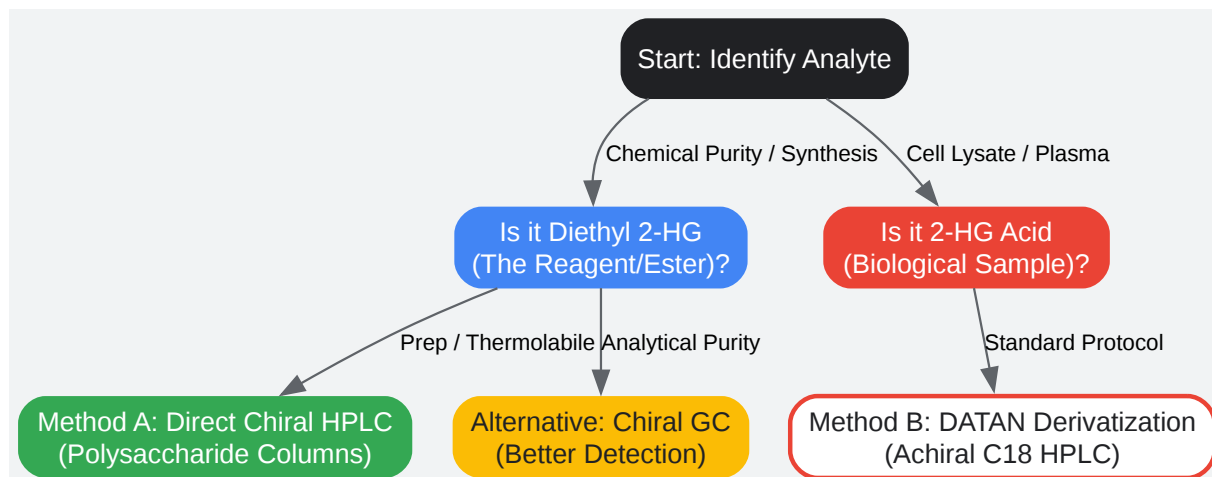 Start: Identify Analyte
Chemical Purity / Synthesis
Cell Lysate / Plasma
Is it Diethyl 2-HG
(The Reagent/Ester)?
Is it 2-HG Acid
(Biological Sample)?
Prep / Thermolabile
Analytical Purity
Standard Protocol
Method A: Direct Chiral HPLC
(Polysaccharide Columns)
Alternative: Chiral GC
(Better Detection)
Method B: DATAN Derivatization
(Achiral C18 HPLC)